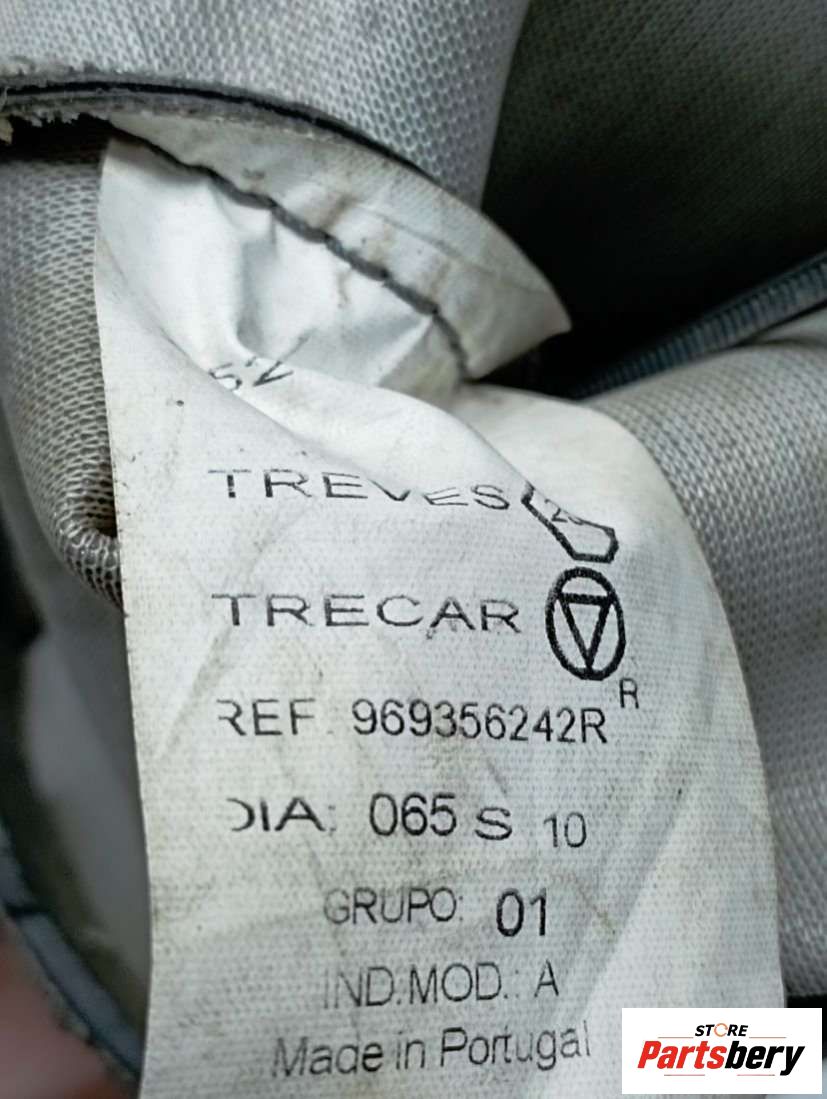 TREVES
TRECAR
R
REF. 969356242R
DIA: 065 S 10
GRUPO: 01
IND.MOD.: A
Made in Portugal
STORE
Partsbery